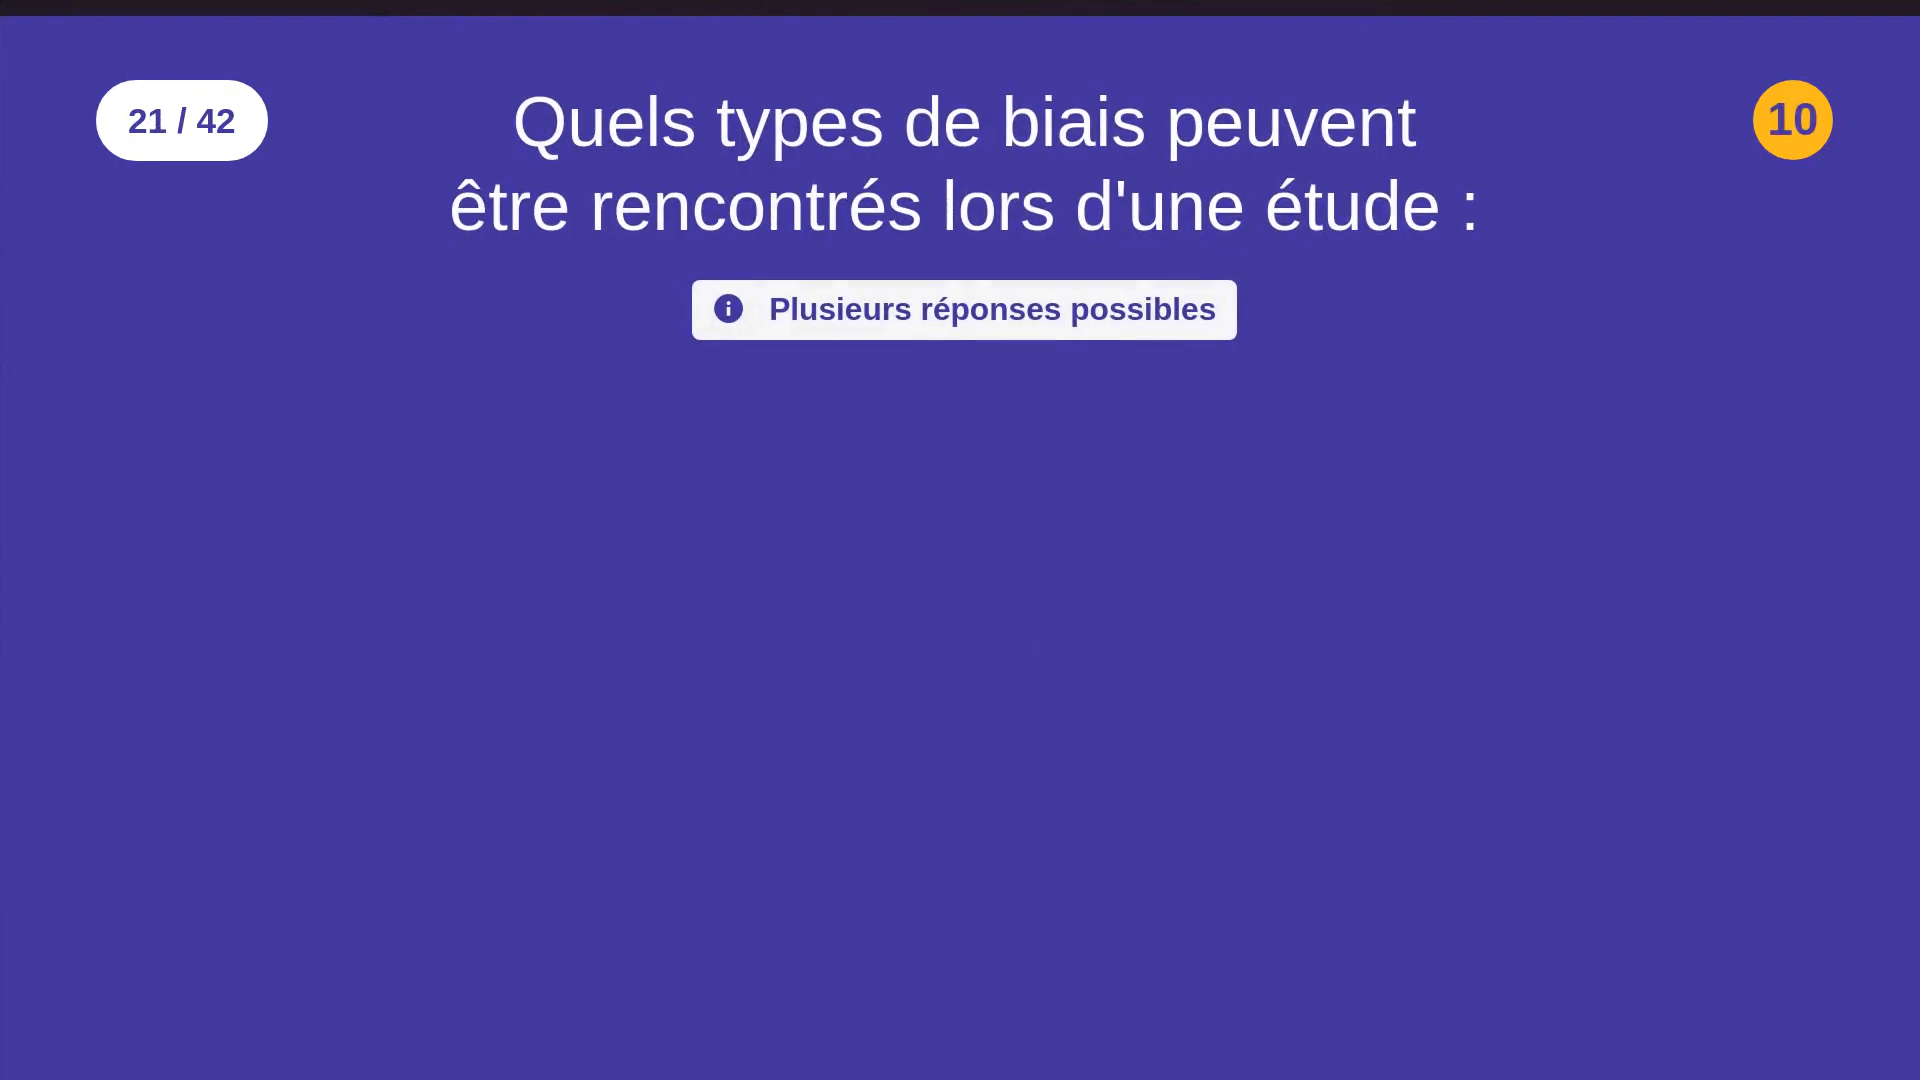 21 / 42
Quels types de biais peuvent
être rencontrés lors d'une étude :
10
Plusieurs réponses possibles